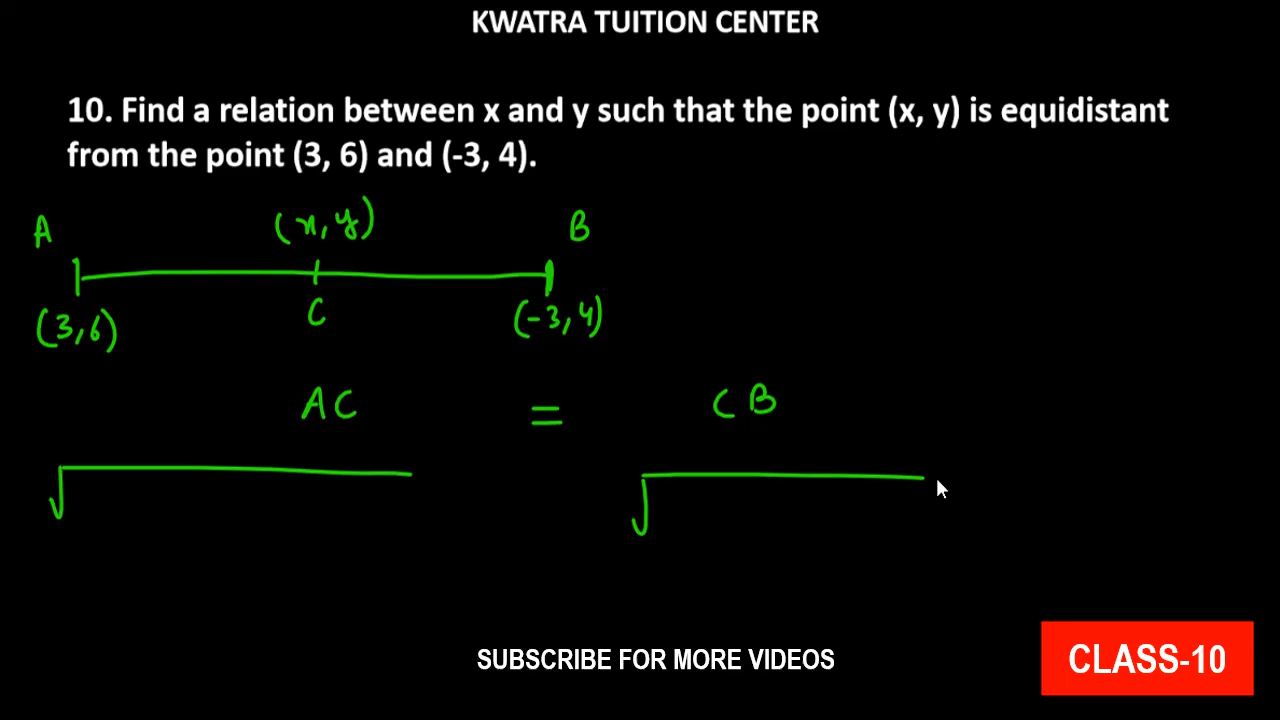 KWATRA TUITION CENTER
10. Find a relation between x and y such that the point (x, y) is equidistant
from the point (3, 6) and (-3, 4).
A (x, y) B
(3, 6) C (-3, 4)
AC = CB
√ √
SUBSCRIBE FOR MORE VIDEOS
CLASS-10